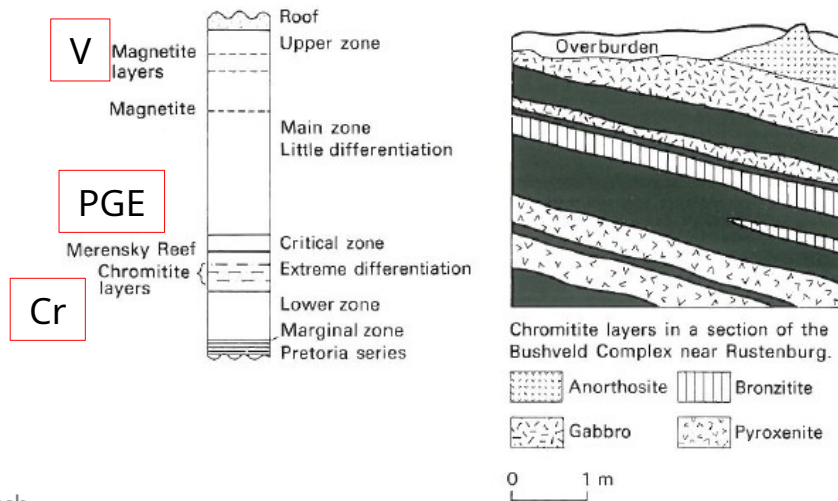 Roof
V
Upper zone
Magnetite
layers
Magnetite
Main zone
Little differentiation
PGE
Merensky Reef
Critical zone
Chromitite
layers
Extreme differentiation
Cr
Lower zone
Marginal zone
Pretoria series
Overburden
Chromitite layers in a section of the
Bushveld Complex near Rustenburg.
Anorthosite
Bronzitite
Gabbro
Pyroxenite
0 1 m